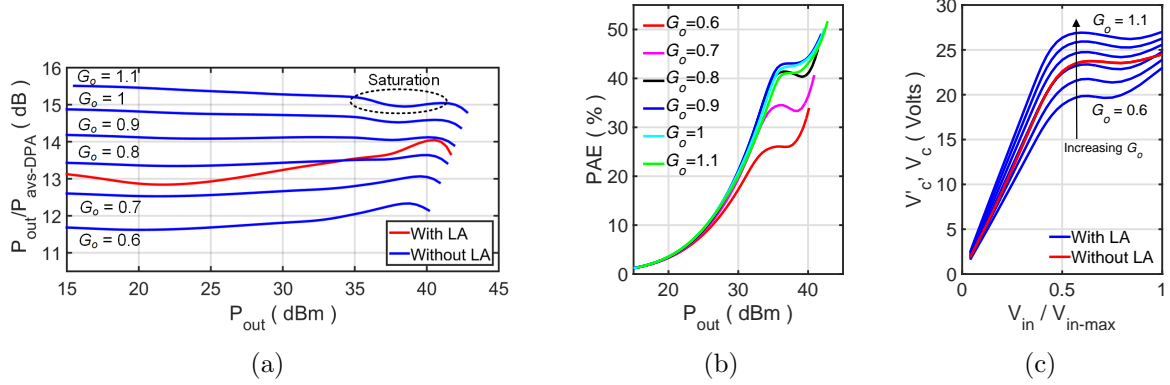 G_o = 1.1
G_o = 1
G_o = 0.9
G_o = 0.8
G_o = 0.7
G_o = 0.6
Saturation
With LA
Without LA
P_out/P_avs-DPA (dB)
16
15
14
13
12
11
15 20 25 30 35 40 45
P_out ( dBm )
(a)
G_o=0.6
G_o=0.7
G_o=0.8
G_o=0.9
G_o=1
G_o=1.1
PAE ( % )
50
40
30
20
10
0
20 30 40
P_out ( dBm )
(b)
G_o = 1.1
G_o = 0.6
Increasing G_o
With LA
Without LA
V'_c, V_c ( Volts )
30
25
20
15
10
5
0
0 0.5 1
V_in / V_in-max
(c)